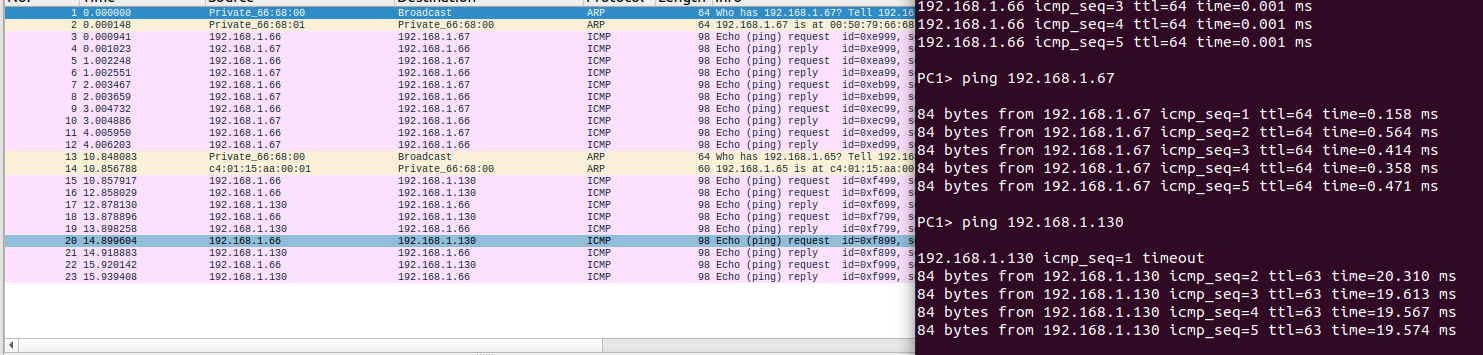 No.	Time	Source	Destination	Protocol	Length	Info
1 0.000000 Private_66:68:00 Broadcast ARP 64 Who has 192.168.1.67? Tell 192.16
2 0.000148 Private_66:68:01 Private_66:68:00 ARP 64 192.168.1.67 is at 00:50:79:66:68
3 0.000941 192.168.1.66 192.168.1.67 ICMP 98 Echo (ping) request id=0xe999, s
4 0.001023 192.168.1.67 192.168.1.66 ICMP 98 Echo (ping) reply id=0xe999, s
5 1.002248 192.168.1.66 192.168.1.67 ICMP 98 Echo (ping) request id=0xea99, s
6 1.002551 192.168.1.67 192.168.1.66 ICMP 98 Echo (ping) reply id=0xea99, s
7 2.003467 192.168.1.66 192.168.1.67 ICMP 98 Echo (ping) request id=0xeb99, s
8 2.003659 192.168.1.67 192.168.1.66 ICMP 98 Echo (ping) reply id=0xeb99, s
9 3.004732 192.168.1.66 192.168.1.67 ICMP 98 Echo (ping) request id=0xec99, s
10 3.004886 192.168.1.67 192.168.1.66 ICMP 98 Echo (ping) reply id=0xec99, s
11 4.005950 192.168.1.66 192.168.1.67 ICMP 98 Echo (ping) request id=0xed99, s
12 4.006203 192.168.1.67 192.168.1.66 ICMP 98 Echo (ping) reply id=0xed99, s
13 10.848083 Private_66:68:00 Broadcast ARP 64 Who has 192.168.1.65? Tell 192.16
14 10.856788 c4:01:15:aa:00:01 Private_66:68:00 ARP 60 192.168.1.65 is at c4:01:15:aa:00
15 10.857917 192.168.1.66 192.168.1.130 ICMP 98 Echo (ping) request id=0xf499, s
16 12.858029 192.168.1.66 192.168.1.130 ICMP 98 Echo (ping) request id=0xf699, s
17 12.878130 192.168.1.130 192.168.1.66 ICMP 98 Echo (ping) reply id=0xf699, s
18 13.878896 192.168.1.66 192.168.1.130 ICMP 98 Echo (ping) request id=0xf799, s
19 13.898258 192.168.1.130 192.168.1.66 ICMP 98 Echo (ping) reply id=0xf799, s
20 14.899604 192.168.1.66 192.168.1.130 ICMP 98 Echo (ping) request id=0xf899, s
21 14.918883 192.168.1.130 192.168.1.66 ICMP 98 Echo (ping) reply id=0xf899, s
22 15.920142 192.168.1.66 192.168.1.130 ICMP 98 Echo (ping) request id=0xf999, s
23 15.939408 192.168.1.130 192.168.1.66 ICMP 98 Echo (ping) reply id=0xf999, s
192.168.1.66 icmp_seq=3 ttl=64 time=0.001 ms
192.168.1.66 icmp_seq=4 ttl=64 time=0.001 ms
192.168.1.66 icmp_seq=5 ttl=64 time=0.001 ms
PC1> ping 192.168.1.67
84 bytes from 192.168.1.67 icmp_seq=1 ttl=64 time=0.158 ms
84 bytes from 192.168.1.67 icmp_seq=2 ttl=64 time=0.564 ms
84 bytes from 192.168.1.67 icmp_seq=3 ttl=64 time=0.414 ms
84 bytes from 192.168.1.67 icmp_seq=4 ttl=64 time=0.358 ms
84 bytes from 192.168.1.67 icmp_seq=5 ttl=64 time=0.471 ms
PC1> ping 192.168.1.130
192.168.1.130 icmp_seq=1 timeout
84 bytes from 192.168.1.130 icmp_seq=2 ttl=63 time=20.310 ms
84 bytes from 192.168.1.130 icmp_seq=3 ttl=63 time=19.613 ms
84 bytes from 192.168.1.130 icmp_seq=4 ttl=63 time=19.567 ms
84 bytes from 192.168.1.130 icmp_seq=5 ttl=63 time=19.574 ms